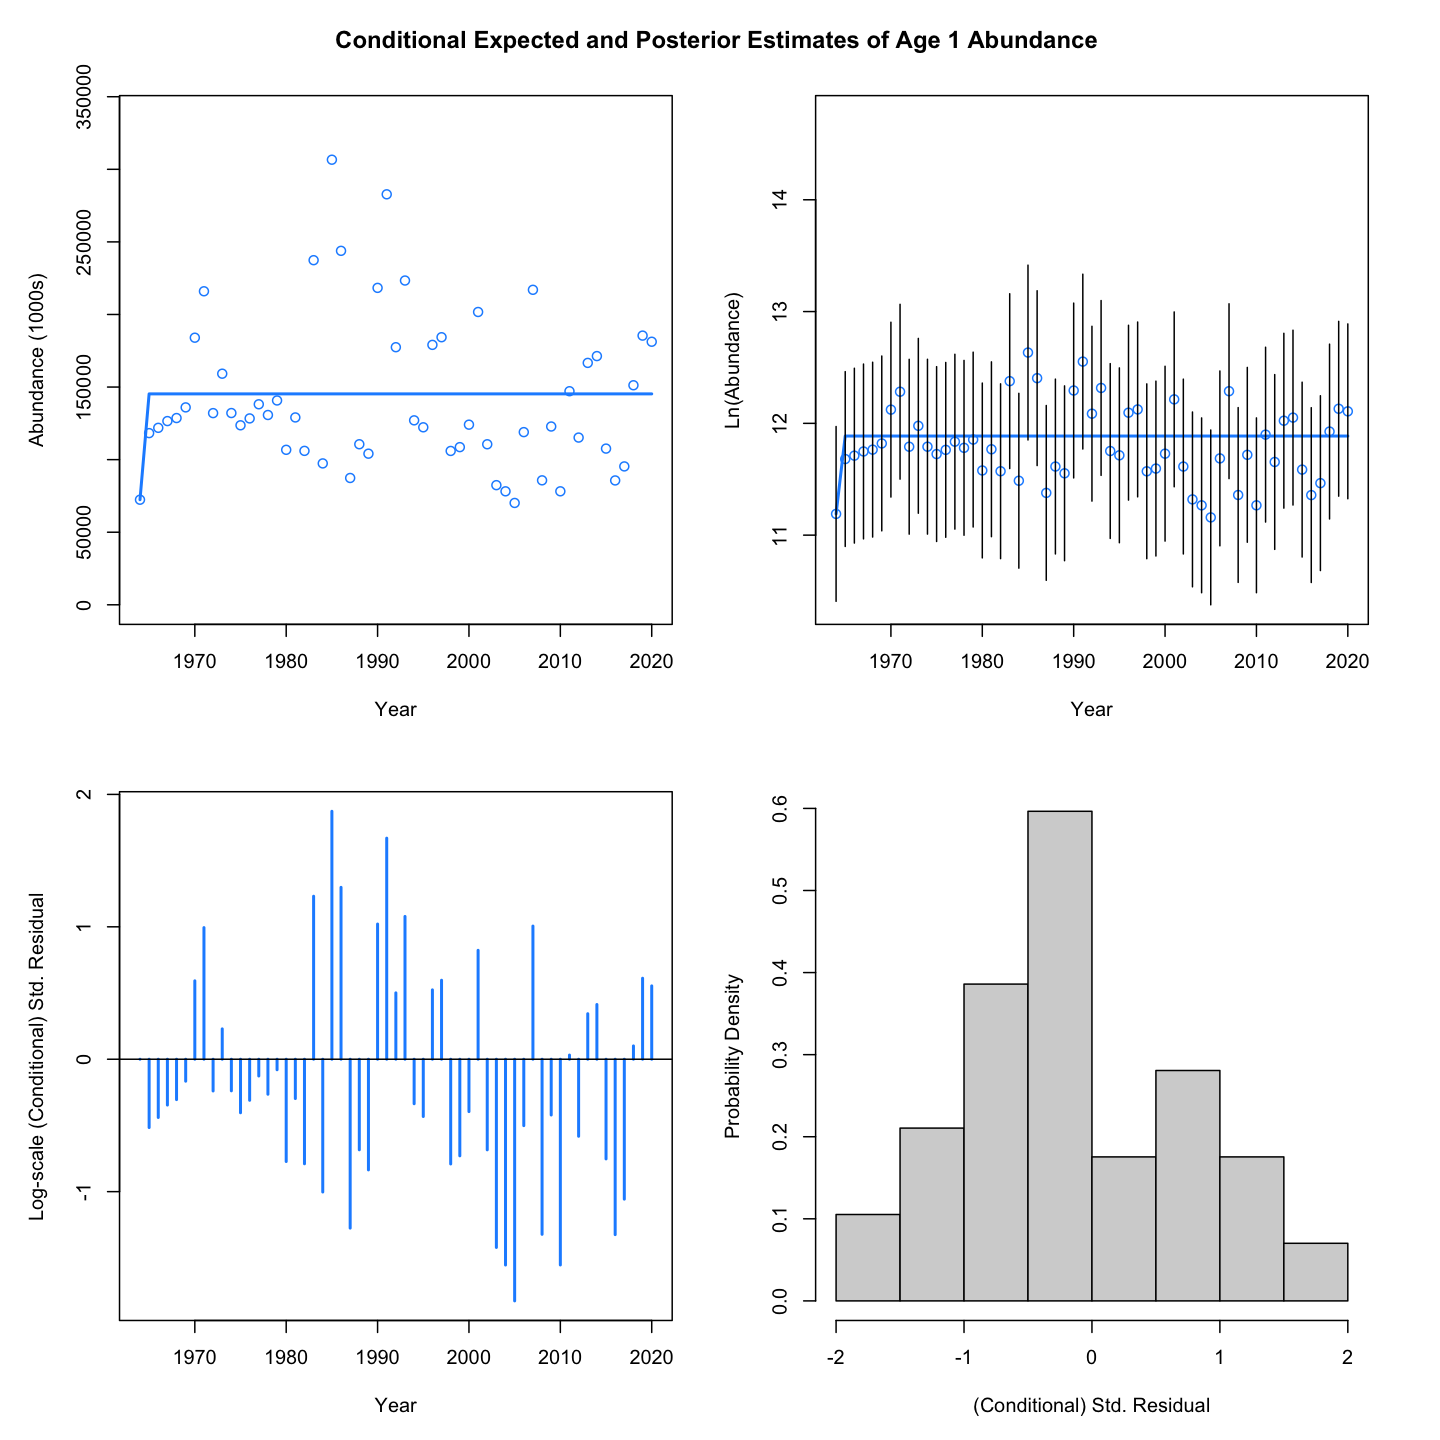 Conditional Expected and Posterior Estimates of Age 1 Abundance
Abundance (1000s)
0
50000
150000
250000
350000
1970 1980 1990 2000 2010 2020
Year
Ln(Abundance)
11
12
13
14
1970 1980 1990 2000 2010 2020
Year
Log-scale (Conditional) Std. Residual
-1
0
1
2
1970 1980 1990 2000 2010 2020
Year
Probability Density
0.0
0.1
0.2
0.3
0.4
0.5
0.6
-2 -1 0 1 2
(Conditional) Std. Residual